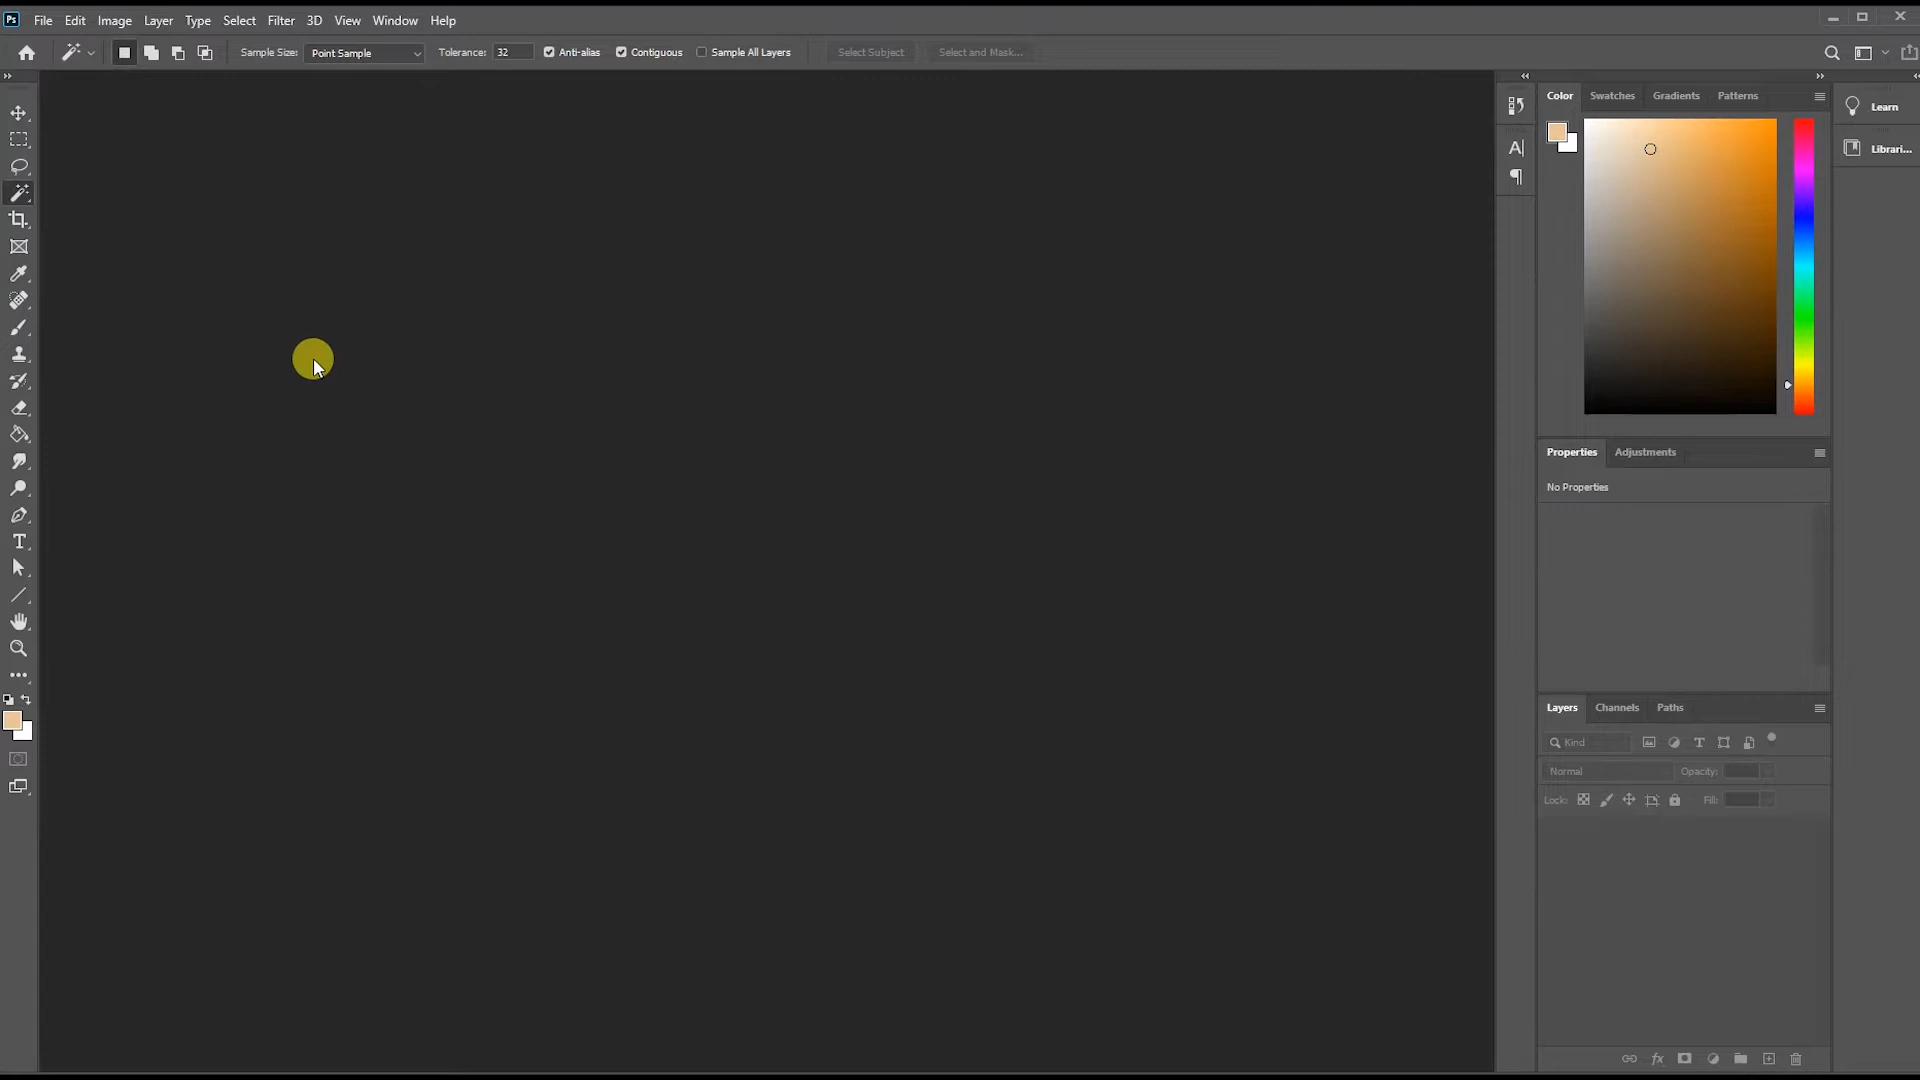 Ps File Edit Image Layer Type Select Filter 3D View Window Help
Sample Size: Point Sample Tolerance: 32 Anti-alias Contiguous Sample All Layers Select Subject Select and Mask...
Color Swatches Gradients Patterns
Learn
Librari...
Properties Adjustments
No Properties
Layers Channels Paths
Kind
Normal Opacity:
Lock: Fill: